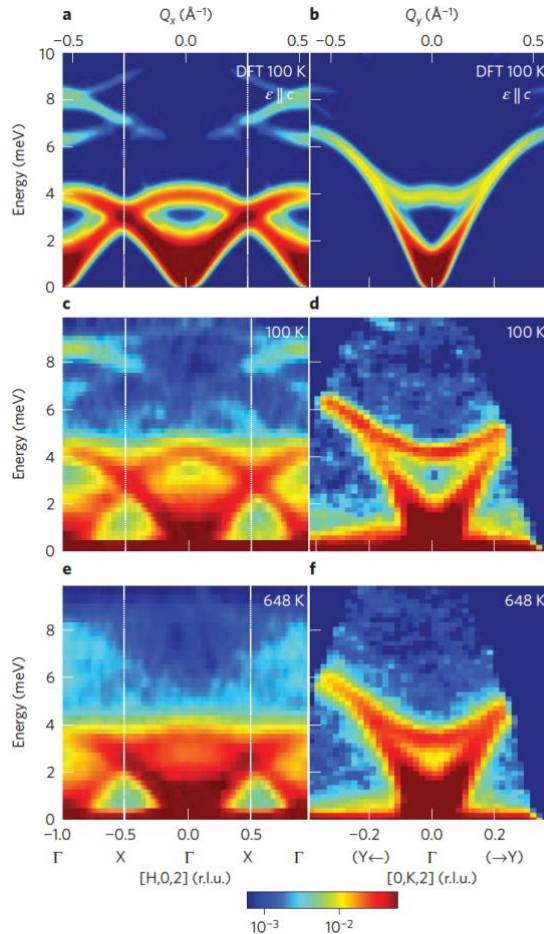 a
Qx (Å⁻¹)
b
Qy (Å⁻¹)
−0.5 0.0 0.5
−0.5 0.0 0.5
10
8
6
4
2
0
Energy (meV)
DFT 100 K
ε || c
DFT 100 K
ε || c
c
d
8
6
4
2
0
Energy (meV)
100 K
100 K
e
f
8
6
4
2
0
Energy (meV)
648 K
648 K
−1.0 −0.5 0.0 0.5
−0.2 0.0 0.2
Γ X Γ X Γ
(Y←) Γ (→Y)
[H,0,2] (r.l.u.)
[0,K,2] (r.l.u.)
10⁻³ 10⁻²